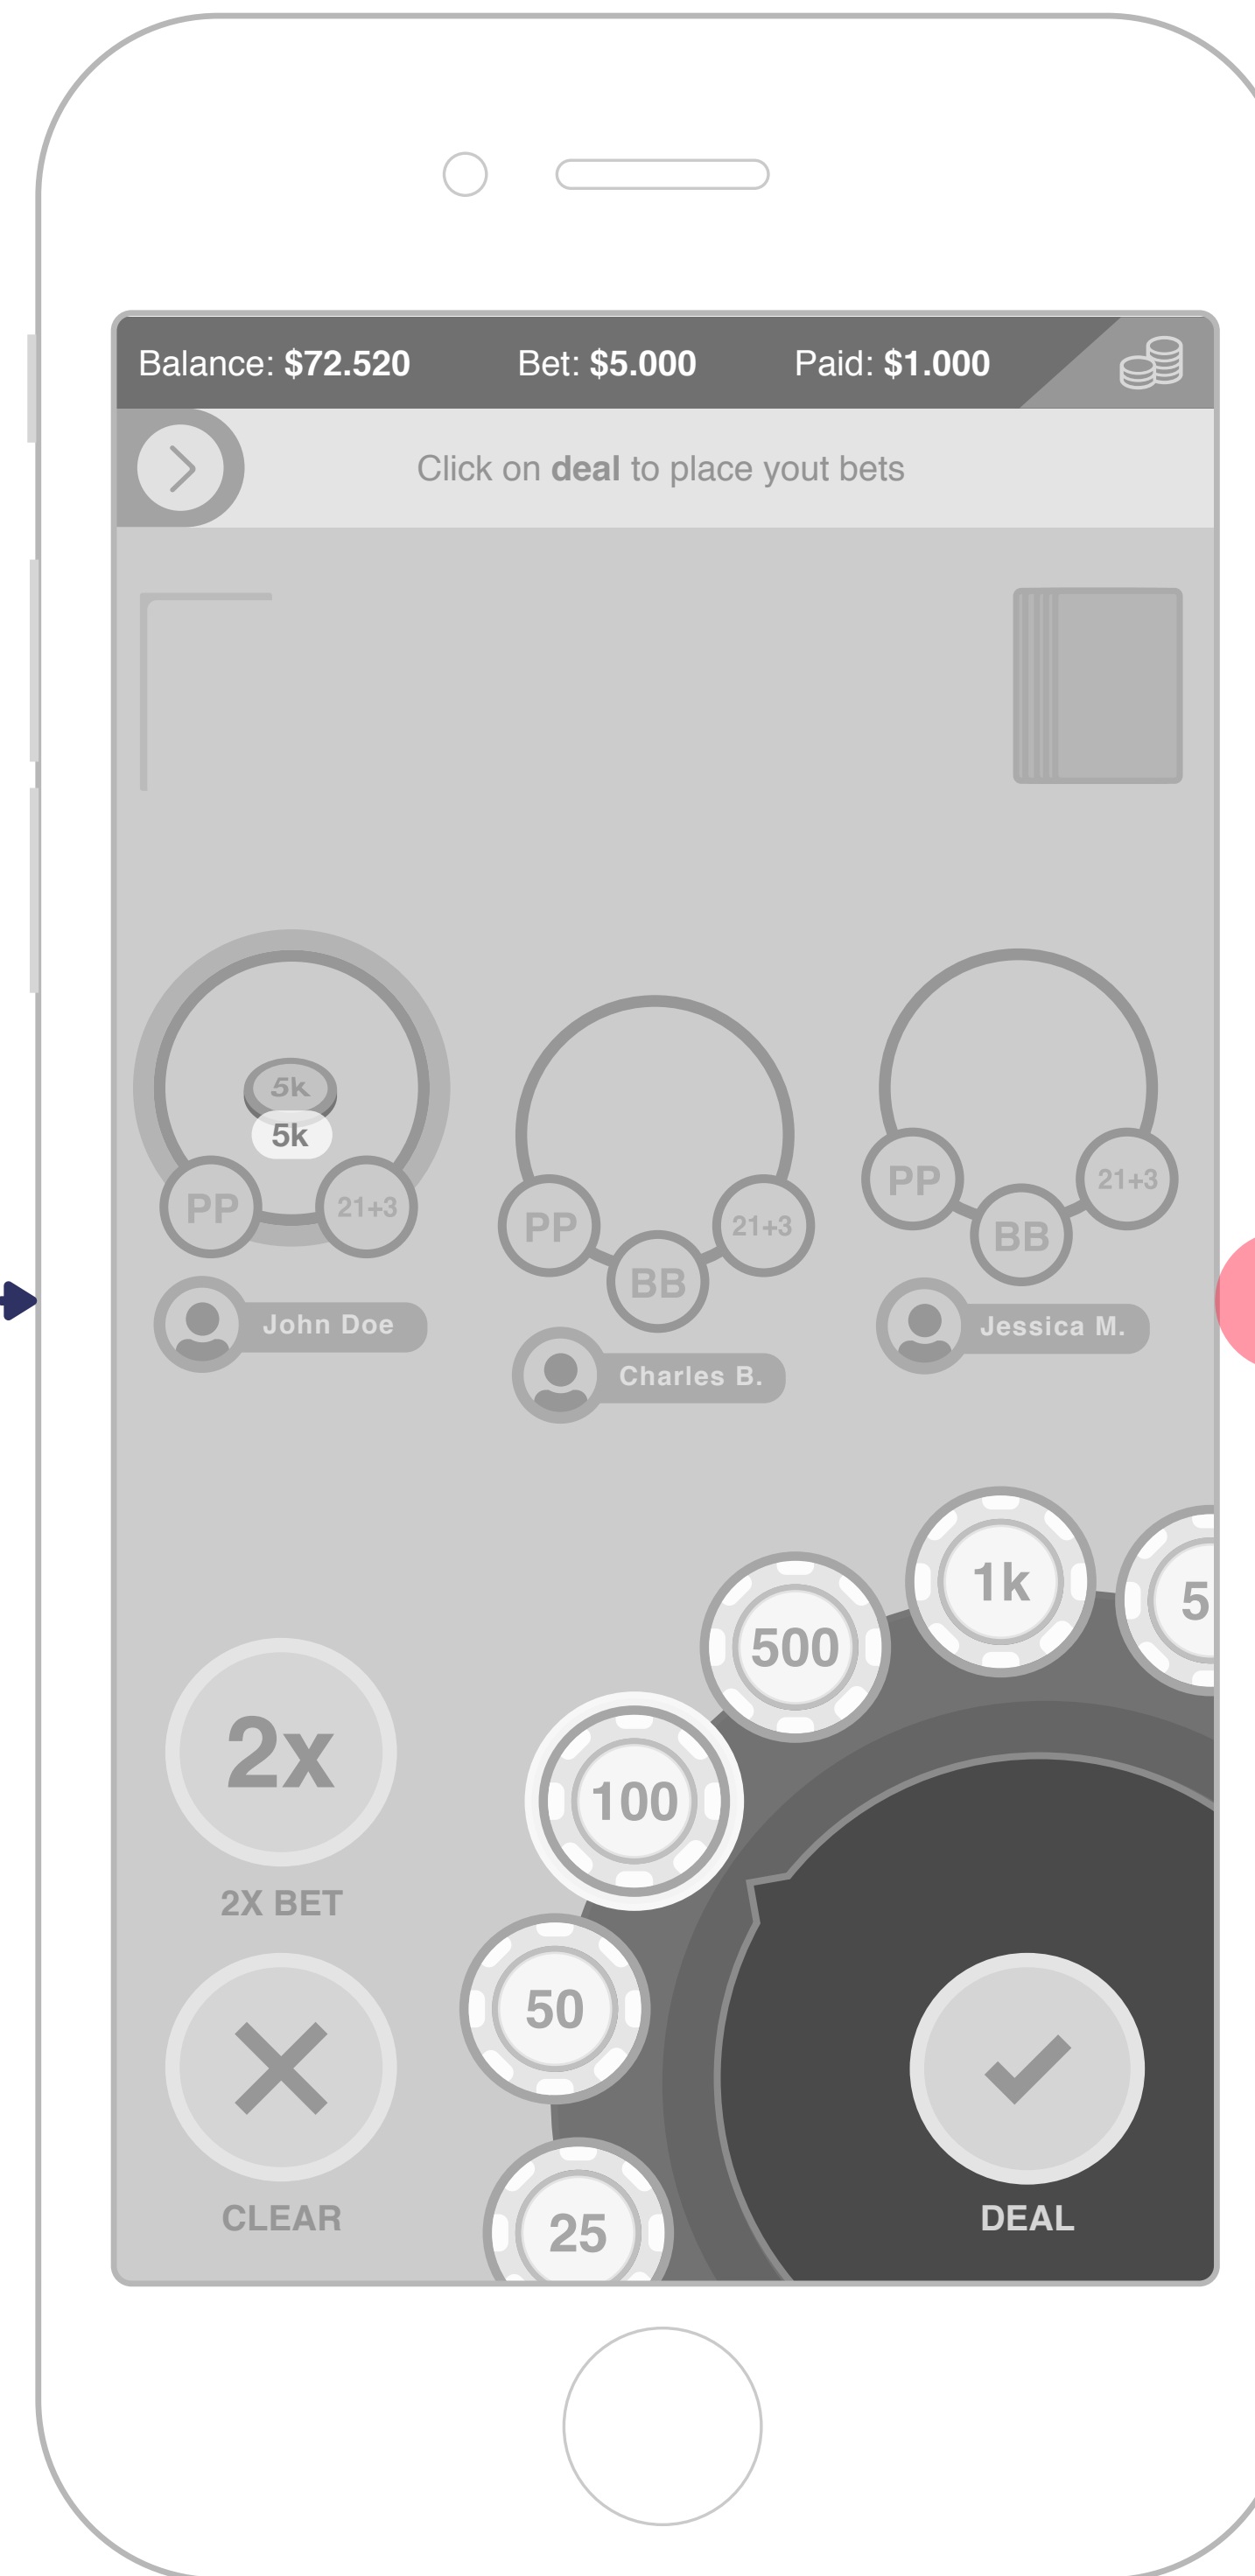 Balance: $72.520 Bet: $5.000 Paid: $1.000
Click on deal to place yout bets
5k
5k
PP 21+3
PP BB 21+3
PP BB 21+3
John Doe
Charles B.
Jessica M.
1k
5
500
100
50
25
2x
2X BET
CLEAR
DEAL